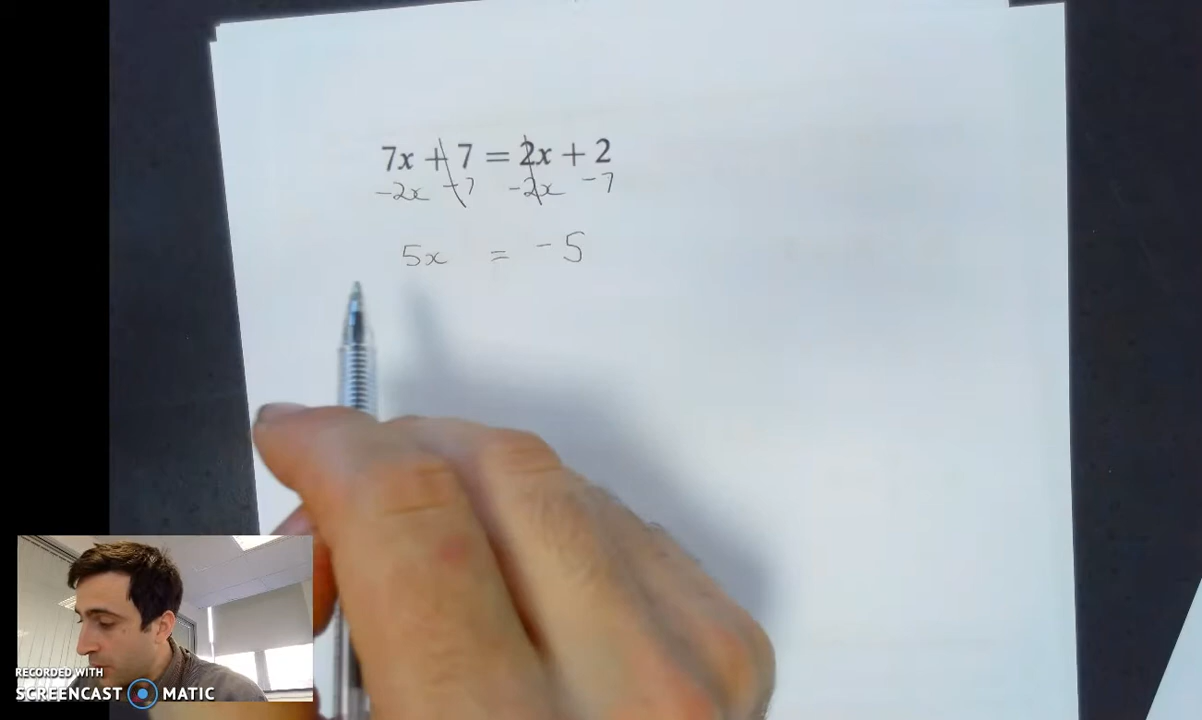 7x + 7 = 2x + 2
-2x -7 -2x -7
5x = -5
RECORDED WITH
SCREENCAST MATIC